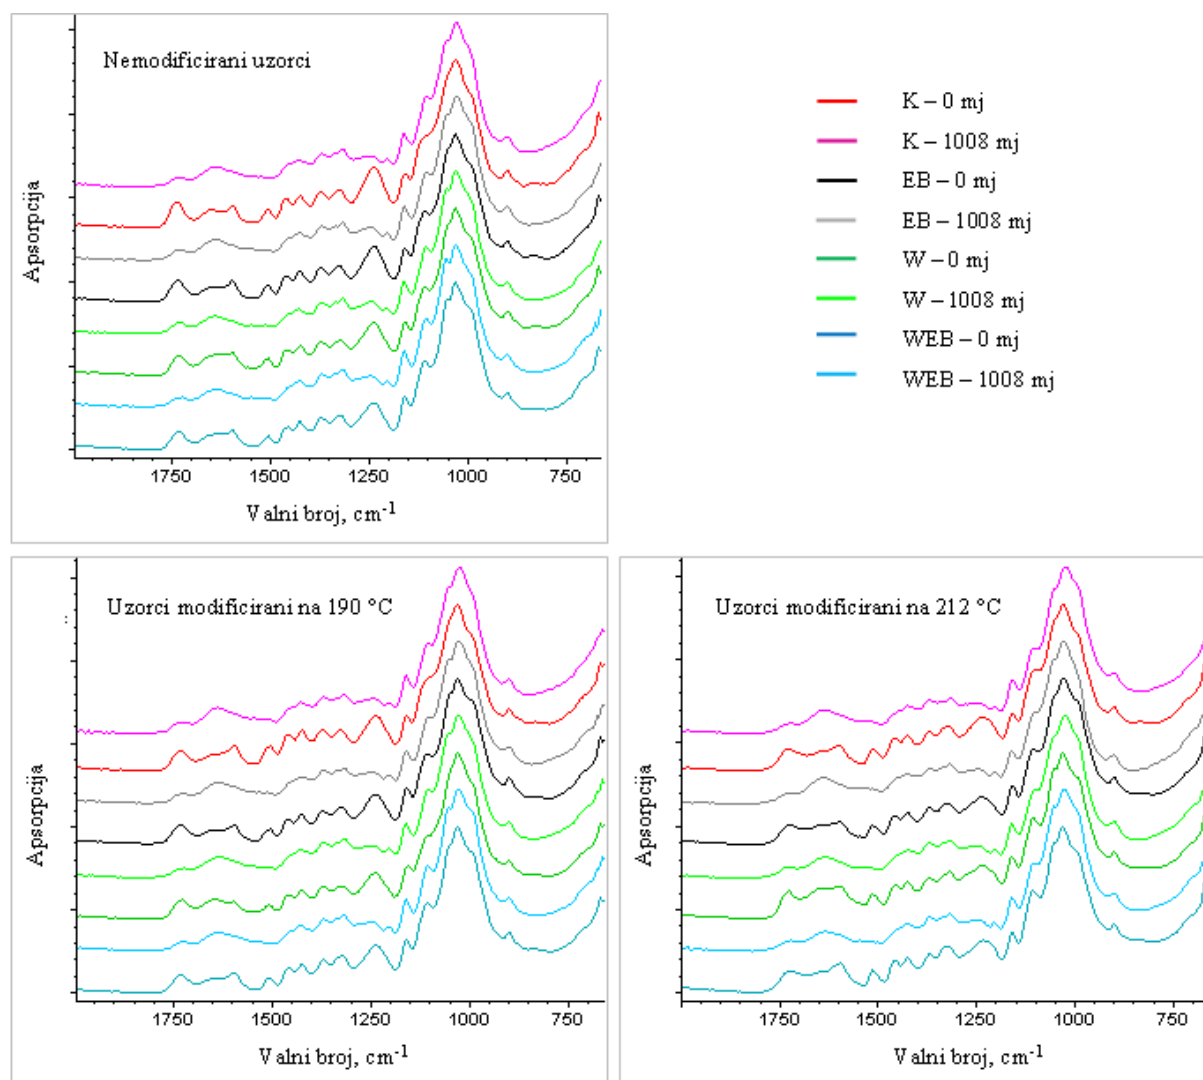 Nemodificirani uzorci
Apsorpcija
1750 1500 1250 1000 750
Valni broj, cm-1
K – 0 mj
K – 1008 mj
EB – 0 mj
EB – 1008 mj
W – 0 mj
W – 1008 mj
WEB – 0 mj
WEB – 1008 mj
Uzorci modificirani na 190 °C
:
Apsorpcija
1750 1500 1250 1000 750
Valni broj, cm-1
Uzorci modificirani na 212 °C
Apsorpcija
1750 1500 1250 1000 750
Valni broj, cm-1